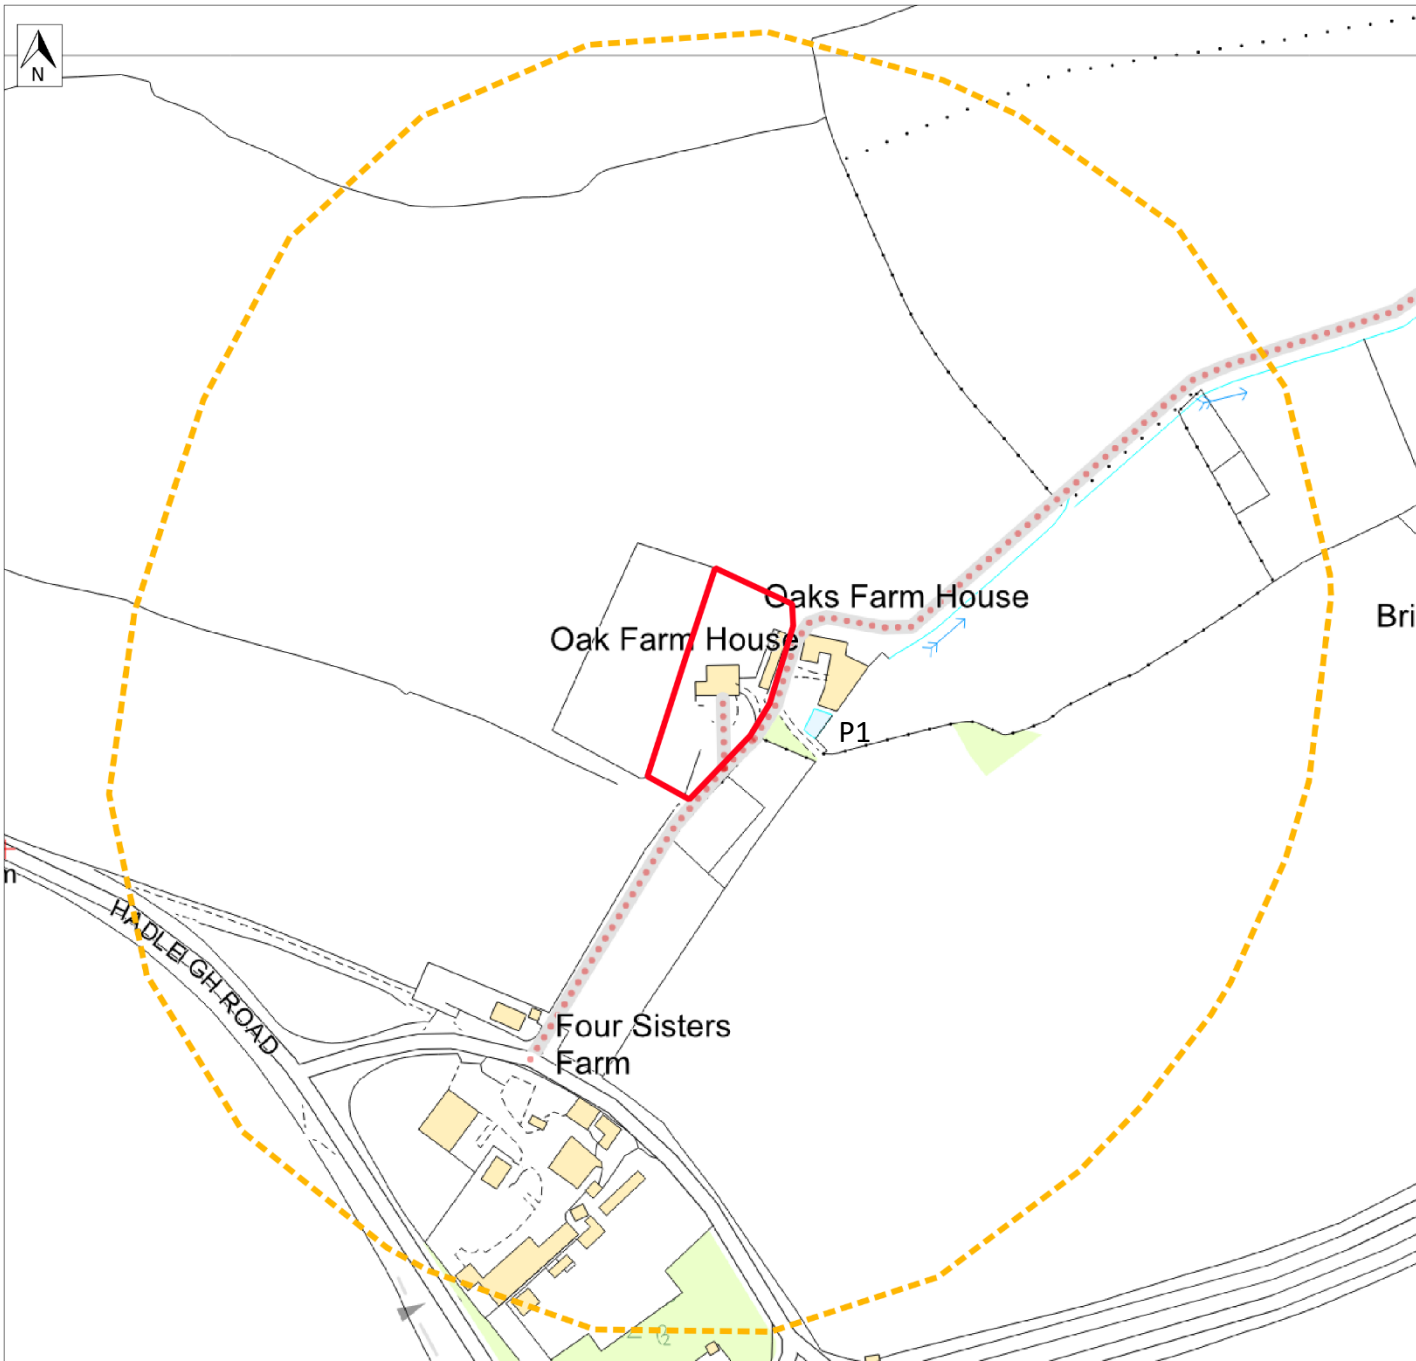 N
Oaks Farm House
Bri
Oak Farm House
P1
m
HADLEIGH ROAD
Four Sisters
Farm